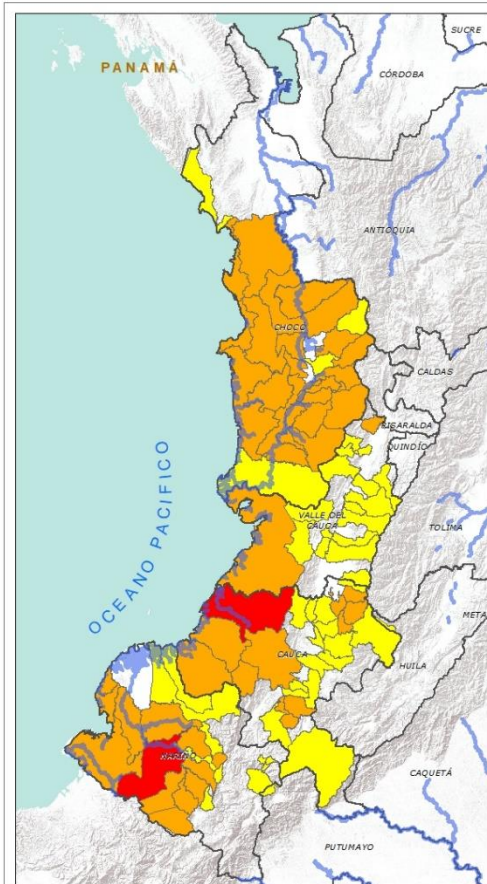 SUCRE
PANAMÁ
CÓRDOBA
ANTIOQUIA
CHOCÓ
CALDAS
RISARALDA
QUINDÍO
OCEANO PACIFICO
VALLE DEL
CAUCA
TOLIMA
META
CAUCA
HUILA
NARIÑO
CAQUETÁ
PUTUMAYO